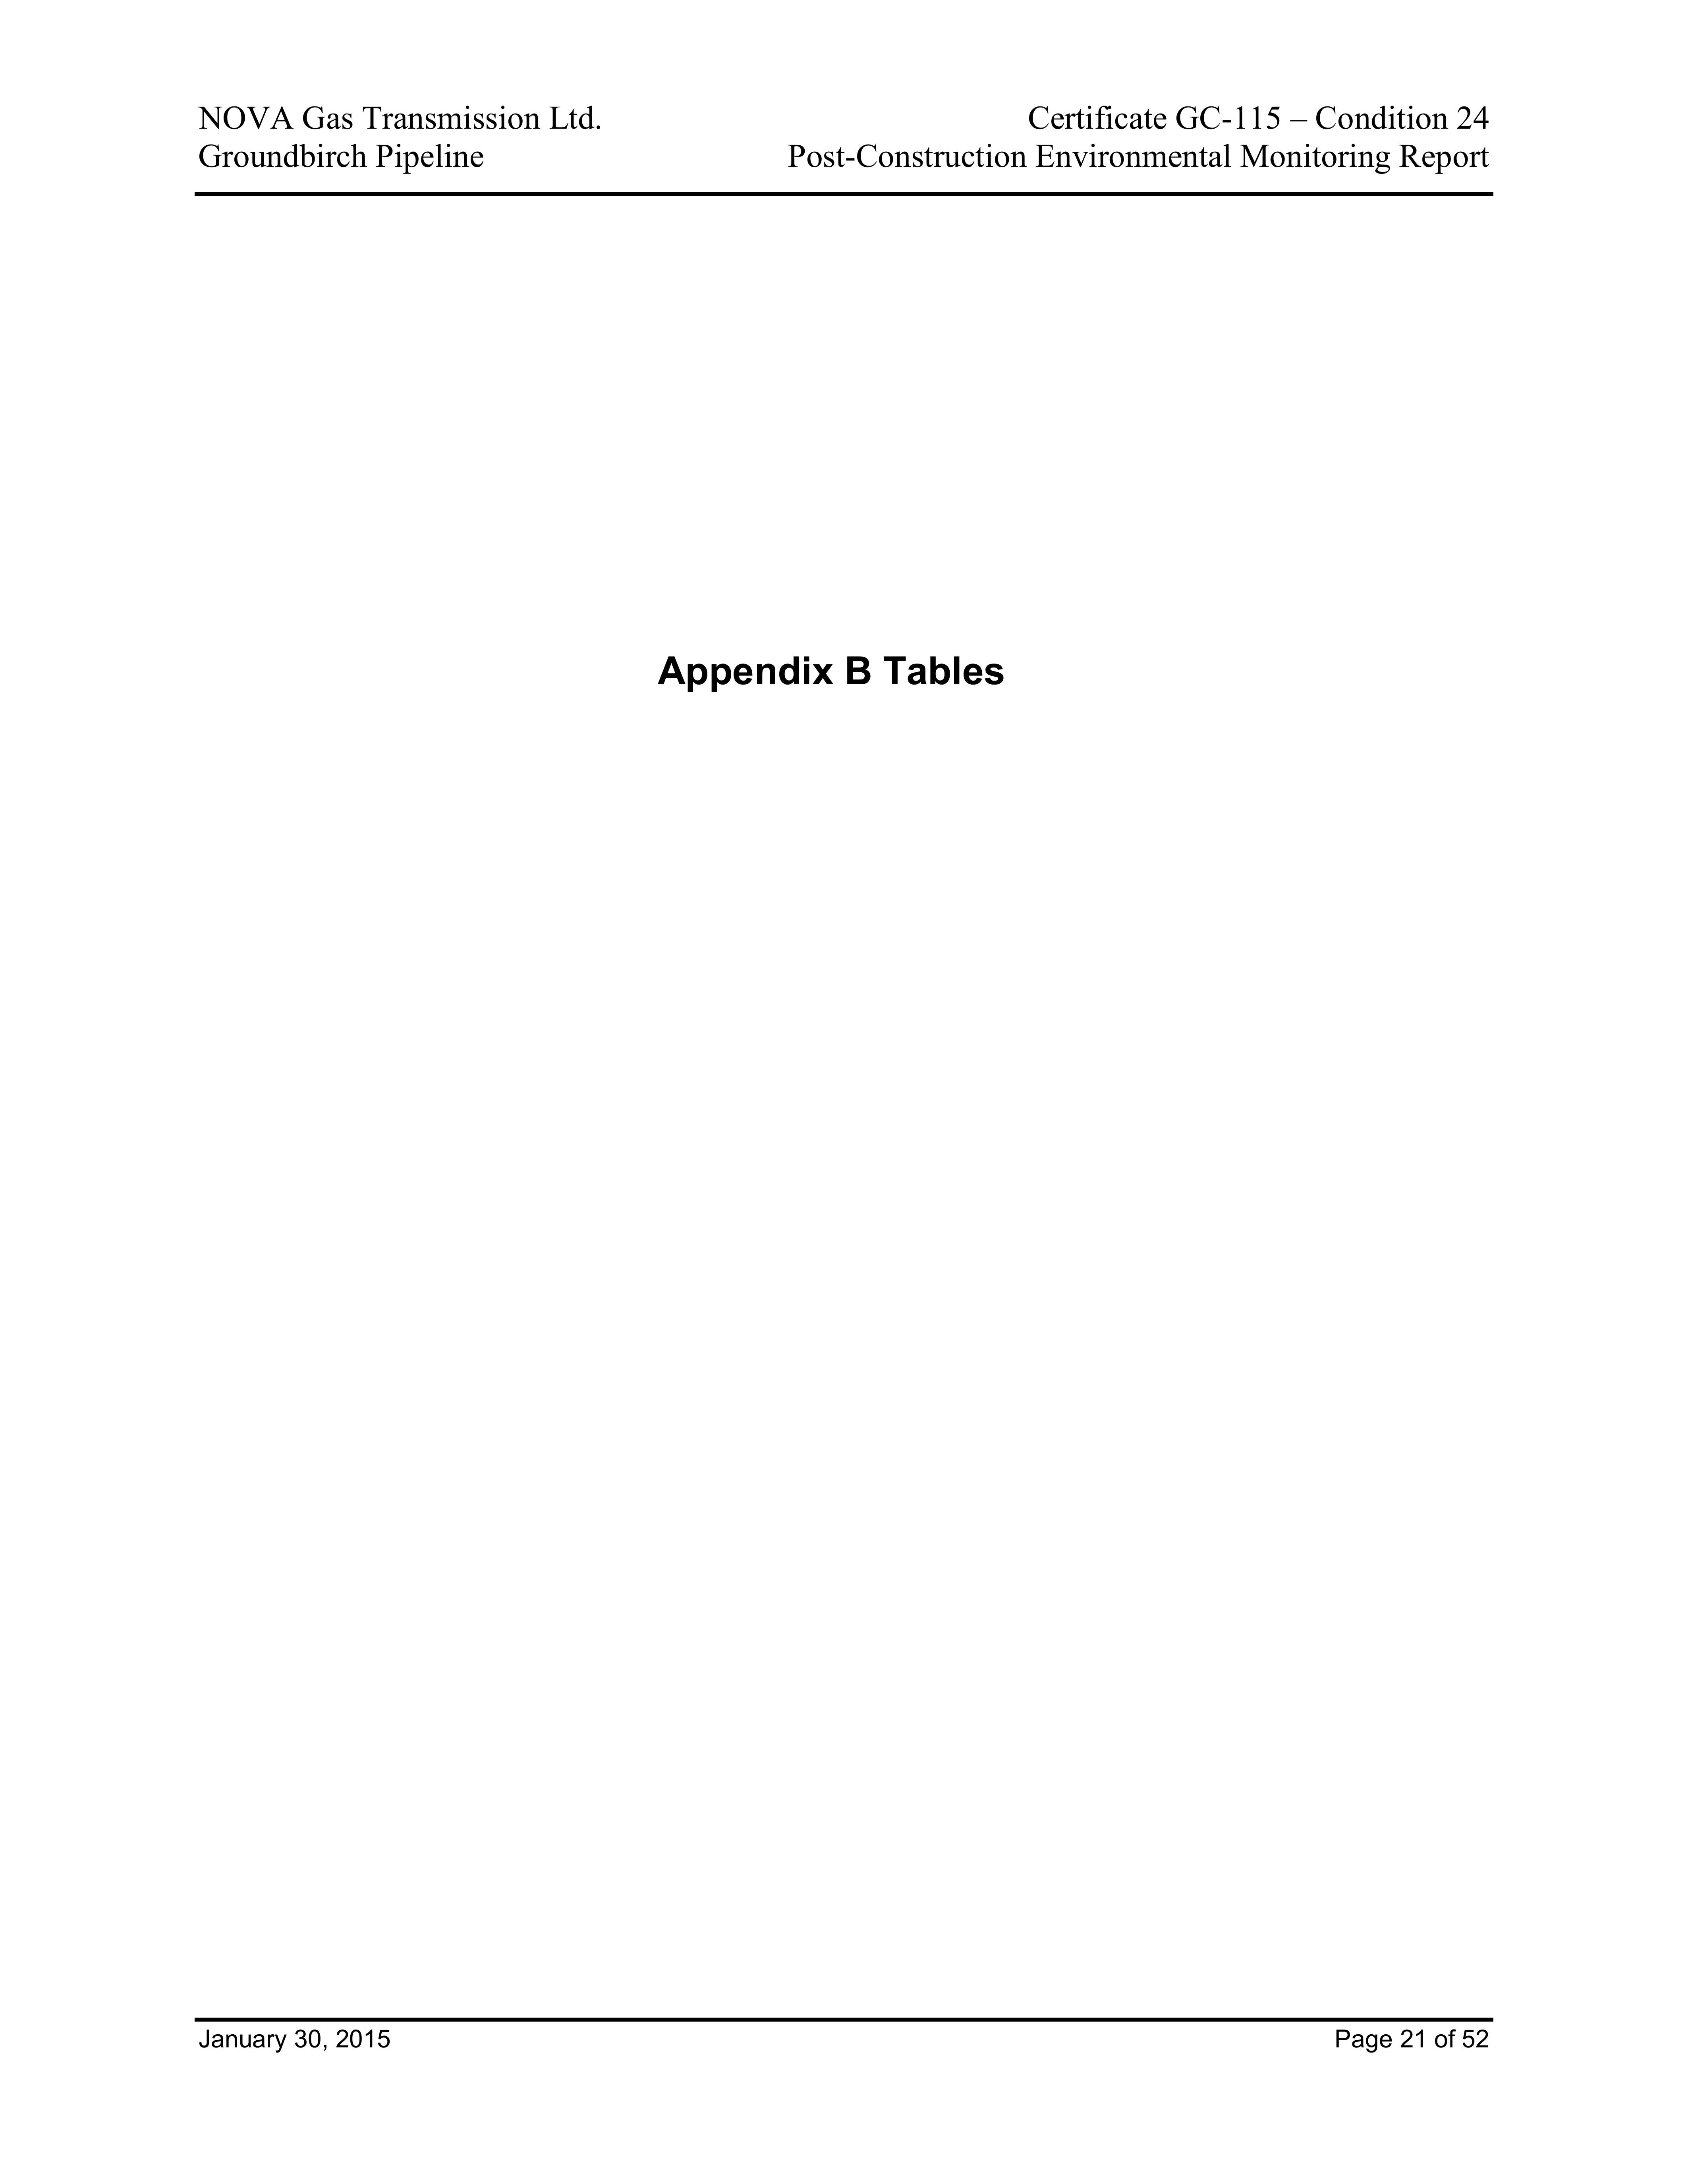 NOVA Gas Transmission Ltd. Certificate GC-115 – Condition 24
Groundbirch Pipeline Post-Construction Environmental Monitoring Report
Appendix B Tables
January 30, 2015 Page 21 of 52